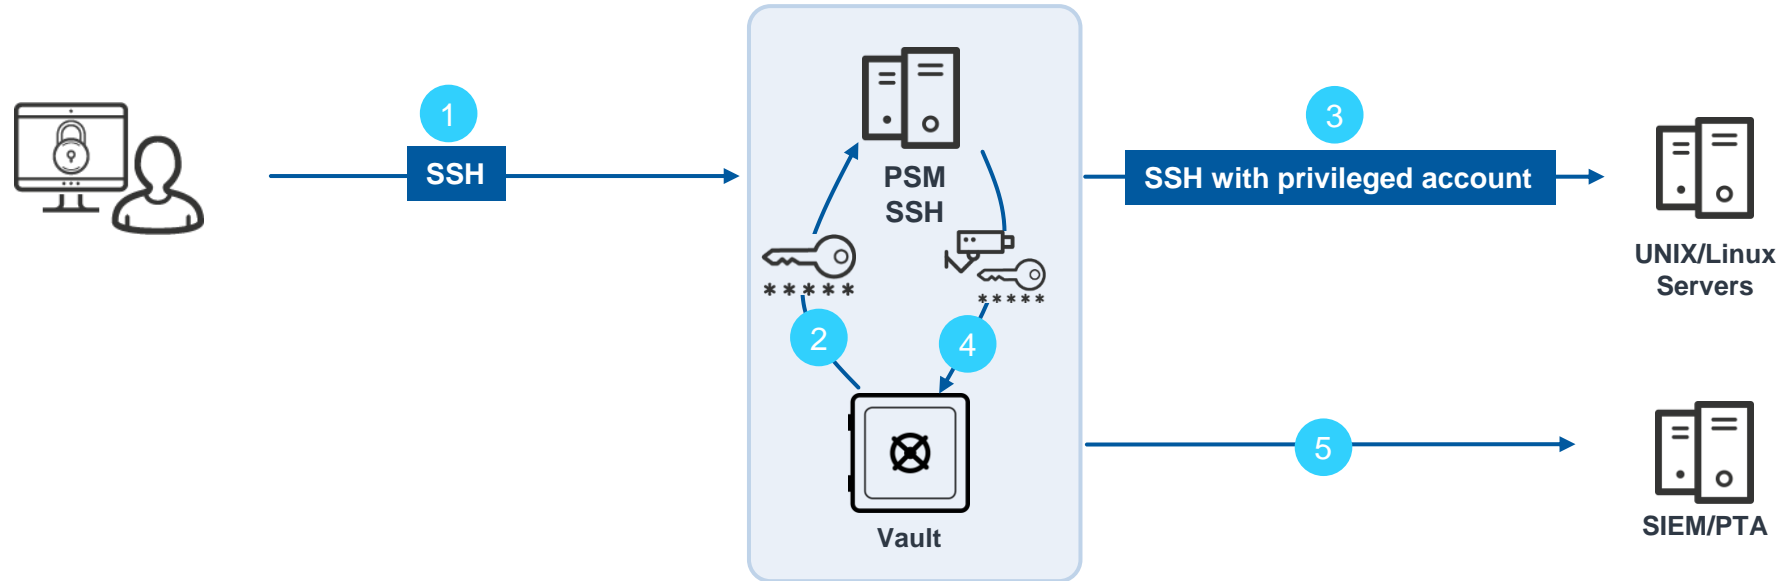 1
SSH
PSM
SSH
3
SSH with privileged account
UNIX/Linux
Servers
*****
*****
2
4
5
Vault
SIEM/PTA